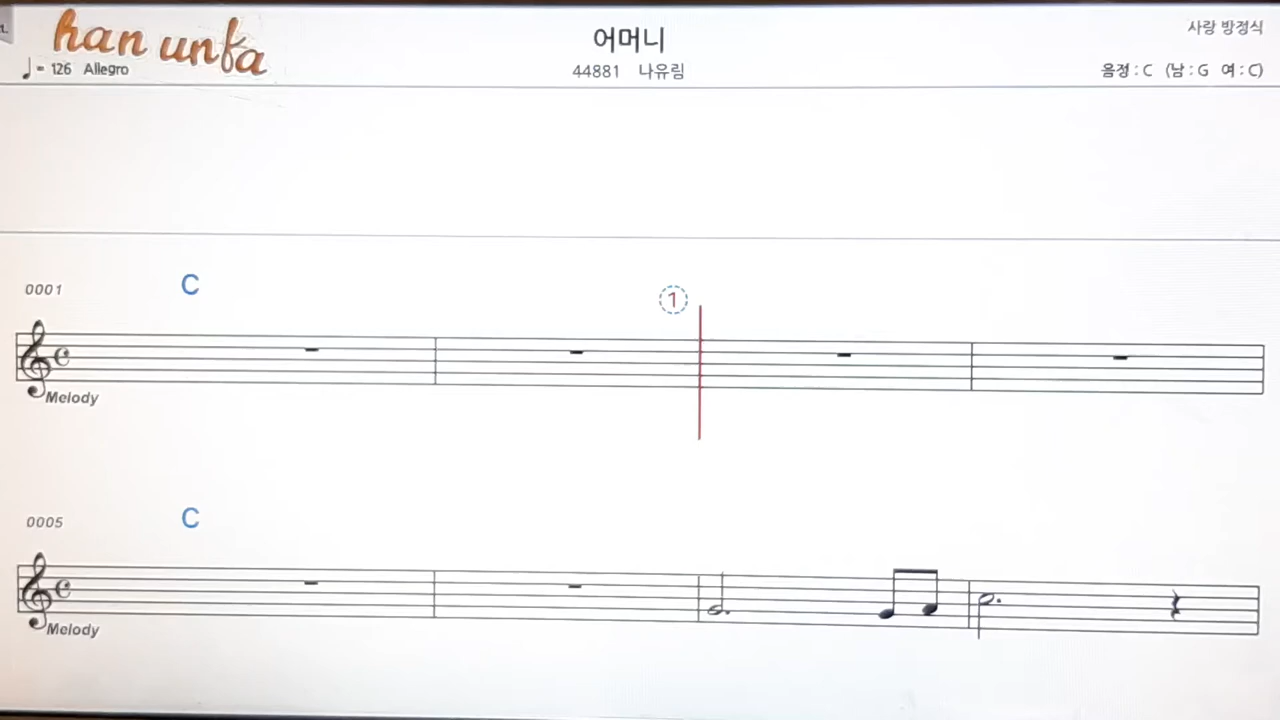 han unfa
사랑 방정식
어머니
♩= 126 Allegro
44881 나유림
음정 : C (남 : G 여 : C)
0001 C
1
Melody
0005 C
Melody